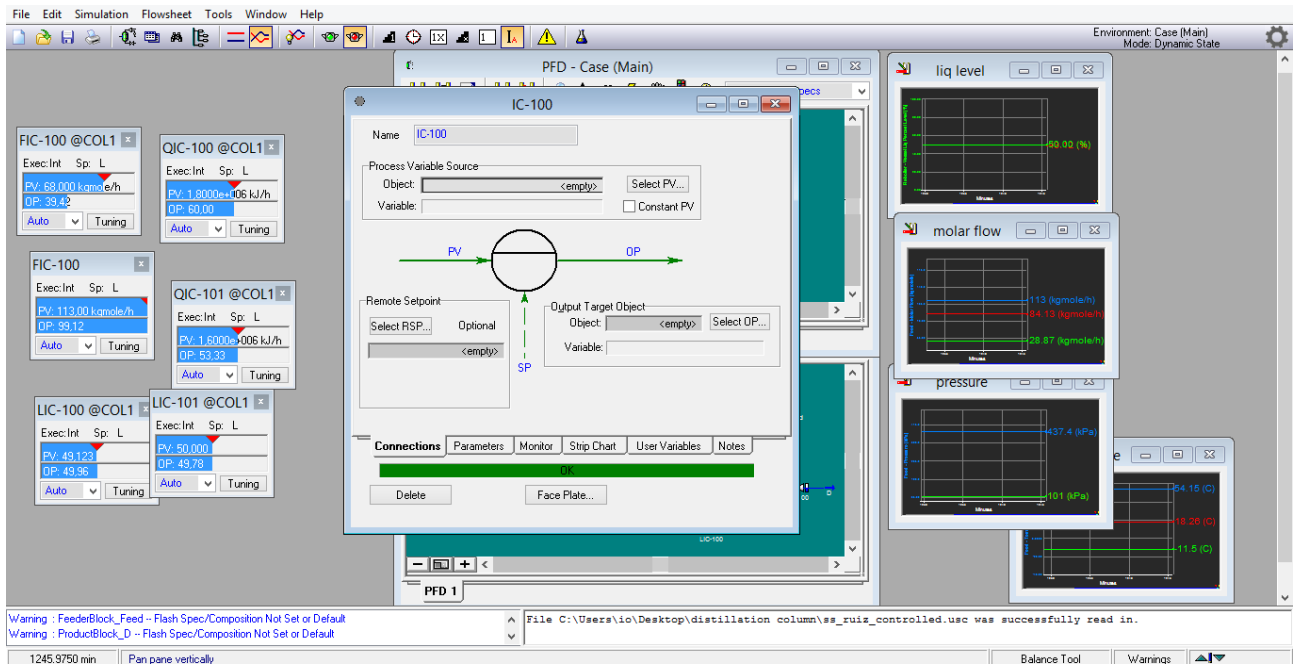 File Edit Simulation Flowsheet Tools Window Help
Environment: Case (Main)
Mode: Dynamic State
PFD - Case (Main)
liq level
50.00 (%)
Minutes
IC-100
Name IC-100
Process Variable Source
Object: <empty> Select PV...
Variable: Constant PV
PV OP
Remote Setpoint
Select RSP... Optional
<empty>
SP
Output Target Object
Object: <empty> Select OP...
Variable:
Connections Parameters Monitor Strip Chart User Variables Notes
OK
Delete Face Plate...
FIC-100 @COL1
Exec:Int Sp: L
PV: 68,000 kgmole/h
OP: 39,42
Auto Tuning
QIC-100 @COL1
Exec:Int Sp: L
PV: 1,8000e+006 kJ/h
OP: 60,00
Auto Tuning
FIC-100
Exec:Int Sp: L
PV: 113,00 kgmole/h
OP: 99,12
Auto Tuning
QIC-101 @COL1
Exec:Int Sp: L
PV: 1,6000e+006 kJ/h
OP: 53,33
Auto Tuning
LIC-100 @COL1
Exec:Int Sp: L
PV: 49,123
OP: 49,96
Auto Tuning
LIC-101 @COL1
Exec:Int Sp: L
PV: 50,000
OP: 49,78
Auto Tuning
molar flow
113 (kgmole/h)
84.13 (kgmole/h)
28.87 (kgmole/h)
Minutes
pressure
437.4 (kPa)
101 (kPa)
Minutes
e
54.15 (C)
18.26 (C)
-11.5 (C)
Minutes
LIC-100
PFD 1
Warning : FeederBlock_Feed -- Flash Spec/Composition Not Set or Default
Warning : ProductBlock_D -- Flash Spec/Composition Not Set or Default
File C:\Users\io\Desktop\distillation column\ss_ruiz_controlled.usc was successfully read in.
1245.9750 min Pan pane vertically Balance Tool Warnings